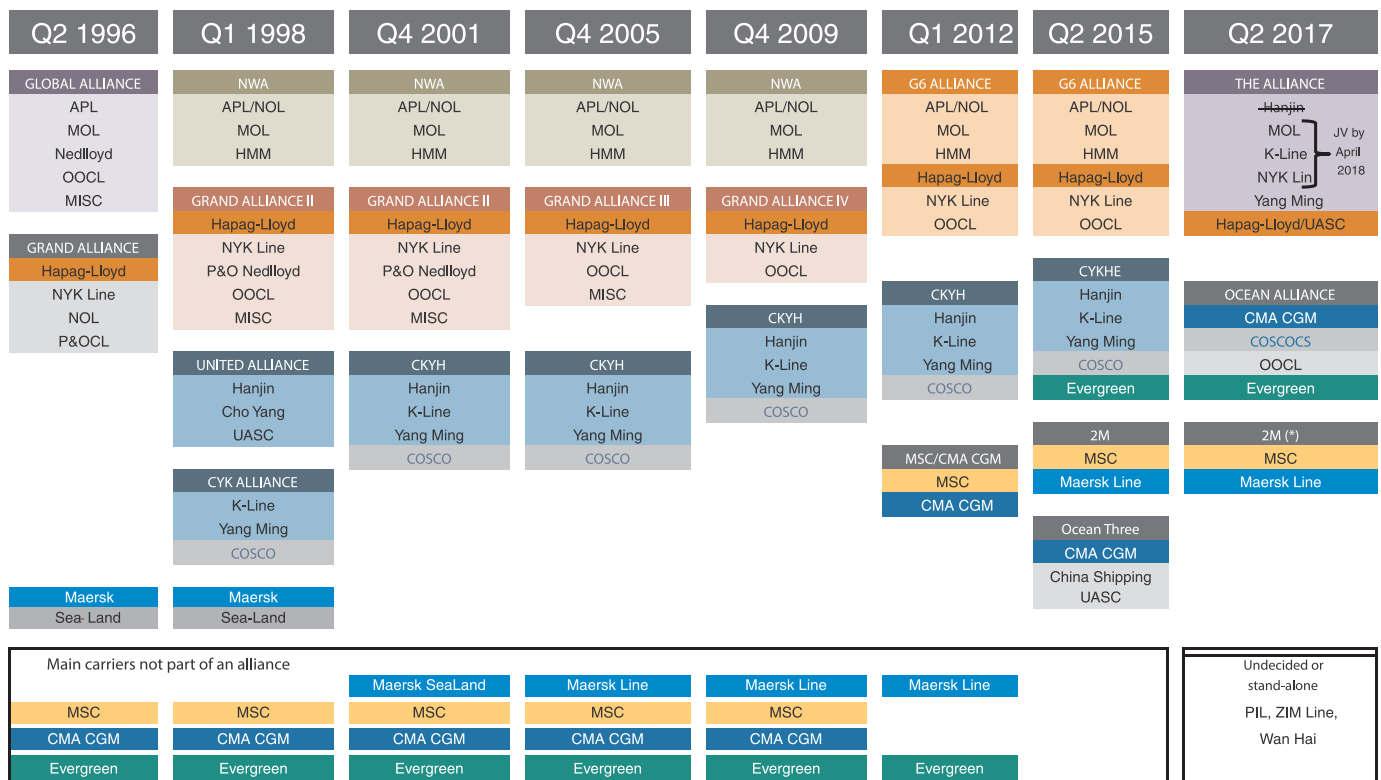 Q2 1996
Q1 1998
Q4 2001
Q4 2005
Q4 2009
Q1 2012
Q2 2015
Q2 2017
GLOBAL ALLIANCE
APL
MOL
Nedlloyd
OOCL
MISC
GRAND ALLIANCE
Hapag-Lloyd
NYK Line
NOL
P&OCL
Maersk
Sea- Land
NWA
APL/NOL
MOL
HMM
GRAND ALLIANCE II
Hapag-Lloyd
NYK Line
P&O Nedlloyd
OOCL
MISC
UNITED ALLIANCE
Hanjin
Cho Yang
UASC
CYK ALLIANCE
K-Line
Yang Ming
COSCO
Maersk
Sea-Land
NWA
APL/NOL
MOL
HMM
GRAND ALLIANCE II
Hapag-Lloyd
NYK Line
P&O Nedlloyd
OOCL
MISC
CKYH
Hanjin
K-Line
Yang Ming
COSCO
NWA
APL/NOL
MOL
HMM
GRAND ALLIANCE III
Hapag-Lloyd
NYK Line
OOCL
MISC
CKYH
Hanjin
K-Line
Yang Ming
COSCO
NWA
APL/NOL
MOL
HMM
GRAND ALLIANCE IV
Hapag-Lloyd
NYK Line
OOCL
CKYH
Hanjin
K-Line
Yang Ming
COSCO
G6 ALLIANCE
APL/NOL
MOL
HMM
Hapag-Lloyd
NYK Line
OOCL
CKYH
Hanjin
K-Line
Yang Ming
COSCO
MSC/CMA CGM
MSC
CMA CGM
G6 ALLIANCE
APL/NOL
MOL
HMM
Hapag-Lloyd
NYK Line
OOCL
CYKHE
Hanjin
K-Line
Yang Ming
COSCO
Evergreen
2M
MSC
Maersk Line
Ocean Three
CMA CGM
China Shipping
UASC
THE ALLIANCE
Hanjin
MOL
K-Line
NYK Lin
JV by
April
2018
Yang Ming
Hapag-Lloyd/UASC
OCEAN ALLIANCE
CMA CGM
COSCOCS
OOCL
Evergreen
2M (*)
MSC
Maersk Line
Main carriers not part of an alliance
Maersk SeaLand
Maersk Line
Maersk Line
Maersk Line
MSC
MSC
MSC
MSC
MSC
CMA CGM
CMA CGM
CMA CGM
CMA CGM
CMA CGM
Evergreen
Evergreen
Evergreen
Evergreen
Evergreen
Evergreen
Undecided or
stand-alone
PIL, ZIM Line,
Wan Hai